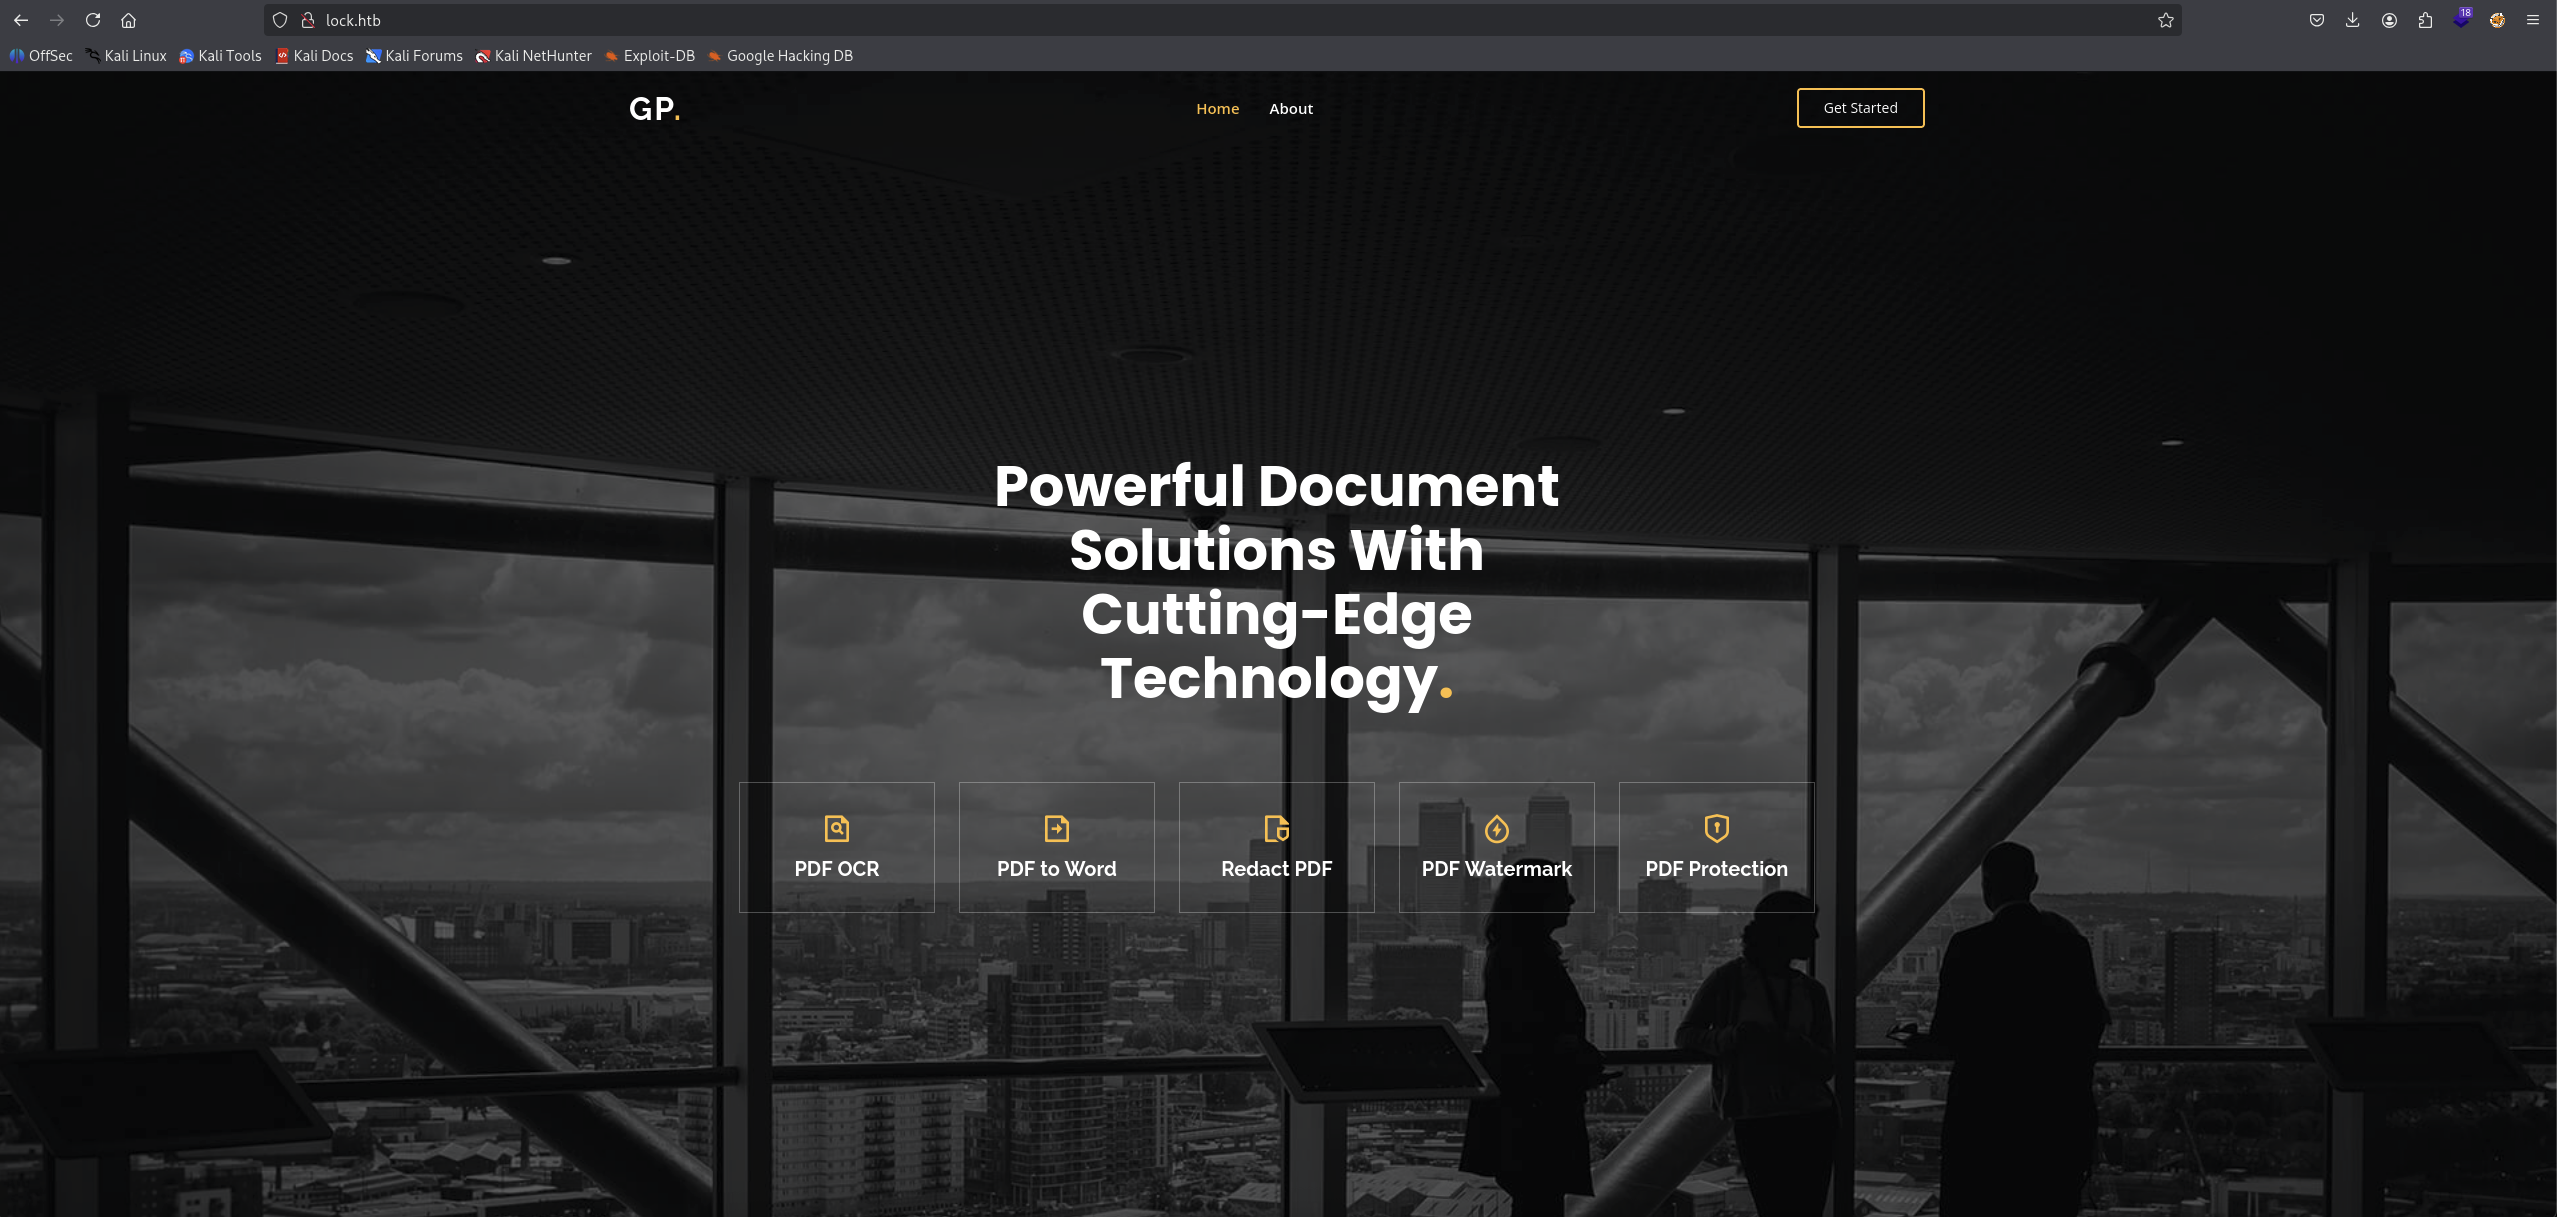 lock.htb
18
OffSec Kali Linux Kali Tools Kali Docs Kali Forums Kali NetHunter Exploit-DB Google Hacking DB
GP.
Home About
Get Started
Powerful Document
Solutions With
Cutting-Edge
Technology.
PDF OCR PDF to Word Redact PDF PDF Watermark PDF Protection